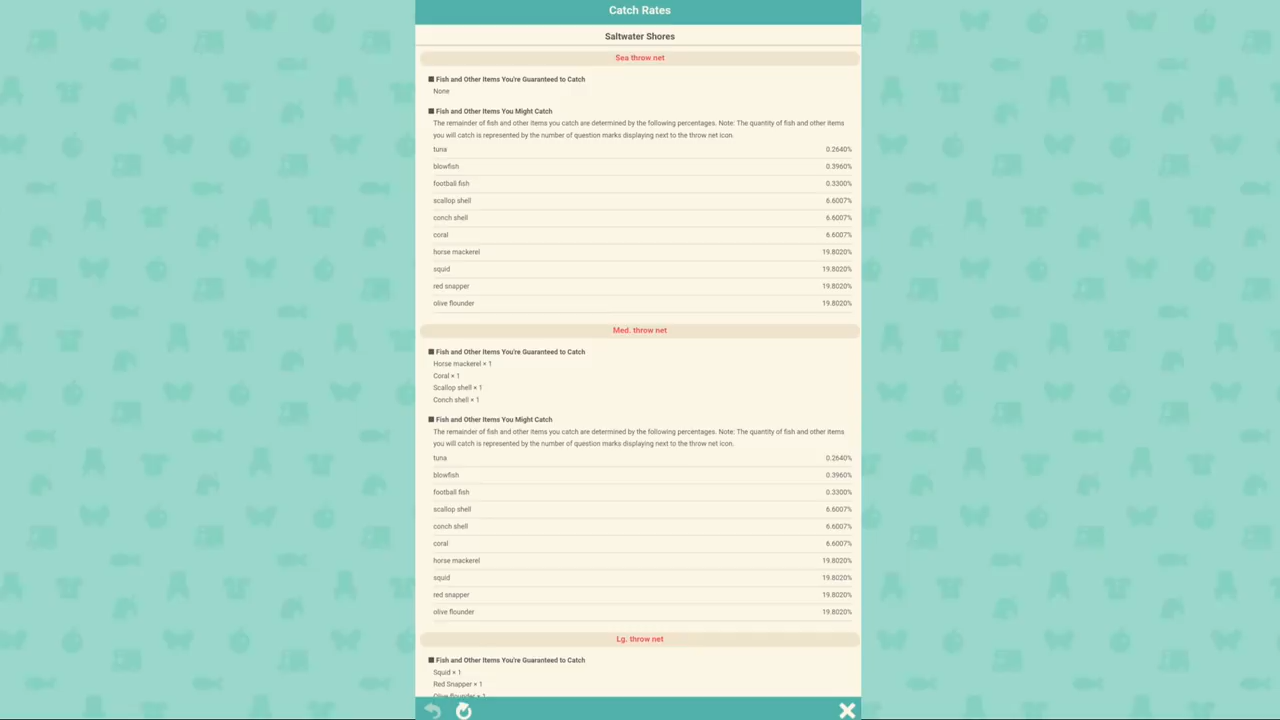 Catch Rates
Saltwater Shores
Sea throw net
Fish and Other Items You're Guaranteed to Catch
None
Fish and Other Items You Might Catch
The remainder of fish and other items you catch are determined by the following percentages. Note: The quantity of fish and other items
you will catch is represented by the number of question marks displaying next to the throw net icon.
tuna 0.2640%
blowfish 0.3960%
football fish 0.3300%
scallop shell 6.6007%
conch shell 6.6007%
coral 6.6007%
horse mackerel 19.8020%
squid 19.8020%
red snapper 19.8020%
olive flounder 19.8020%
Med. throw net
Fish and Other Items You're Guaranteed to Catch
Horse mackerel × 1
Coral × 1
Scallop shell × 1
Conch shell × 1
Fish and Other Items You Might Catch
The remainder of fish and other items you catch are determined by the following percentages. Note: The quantity of fish and other items
you will catch is represented by the number of question marks displaying next to the throw net icon.
tuna 0.2640%
blowfish 0.3960%
football fish 0.3300%
scallop shell 6.6007%
conch shell 6.6007%
coral 6.6007%
horse mackerel 19.8020%
squid 19.8020%
red snapper 19.8020%
olive flounder 19.8020%
Lg. throw net
Fish and Other Items You're Guaranteed to Catch
Squid × 1
Red Snapper × 1
Olive flounder × 1